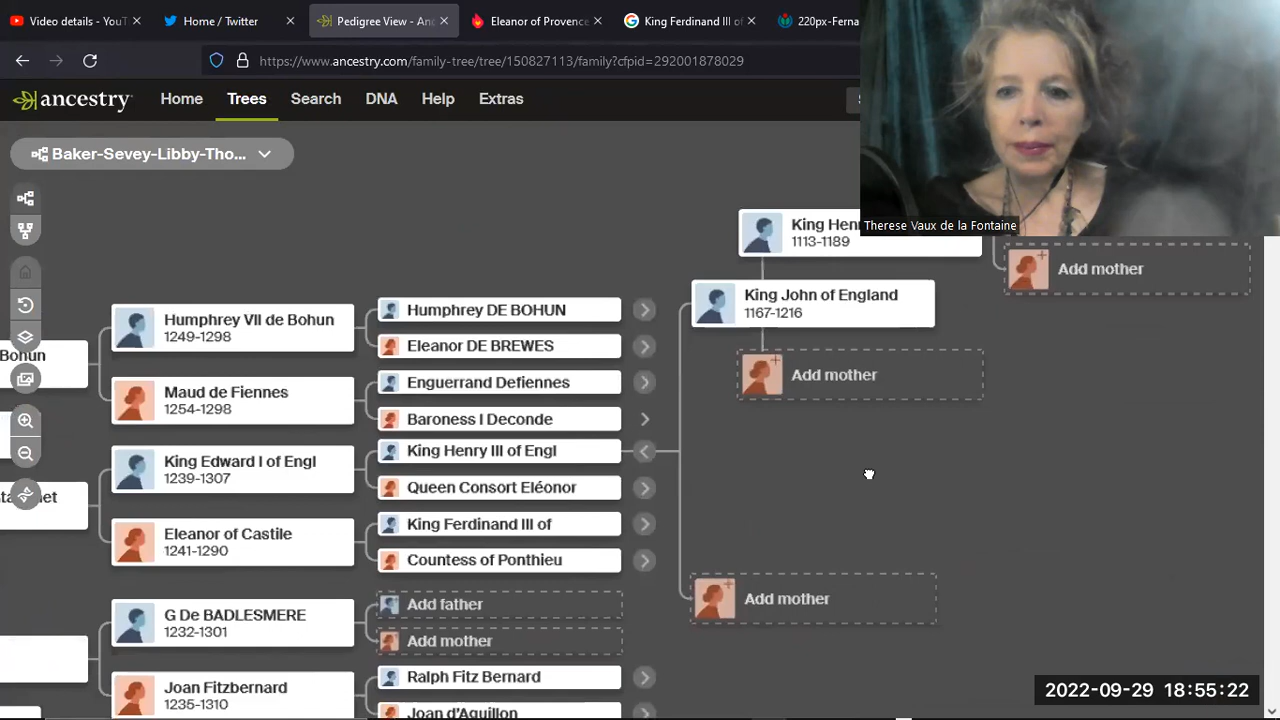 Video details - YouT
Home / Twitter
Pedigree View - Anc
Eleanor of Provence
King Ferdinand III of
220px-Ferna
https://www.ancestry.com/family-tree/tree/150827113/family?cfpid=292001878029
ancestry
Home
Trees
Search
DNA
Help
Extras
Baker-Sevey-Libby-Tho...
Therese Vaux de la Fontaine
King Henr
1113-1189
Add mother
King John of England
1167-1216
Add mother
Bohun
Humphrey VII de Bohun
1249-1298
Maud de Fiennes
1254-1298
King Edward I of Engl
1239-1307
Eleanor of Castile
1241-1290
G De BADLESMERE
1232-1301
Joan Fitzbernard
1235-1310
Humphrey DE BOHUN
Eleanor DE BREWES
Enguerrand Defiennes
Baroness I Deconde
King Henry III of Engl
Queen Consort Eléonor
King Ferdinand III of
Countess of Ponthieu
Add father
Add mother
Ralph Fitz Bernard
Joan d'Aguillon
Add mother
2022-09-29 18:55:22